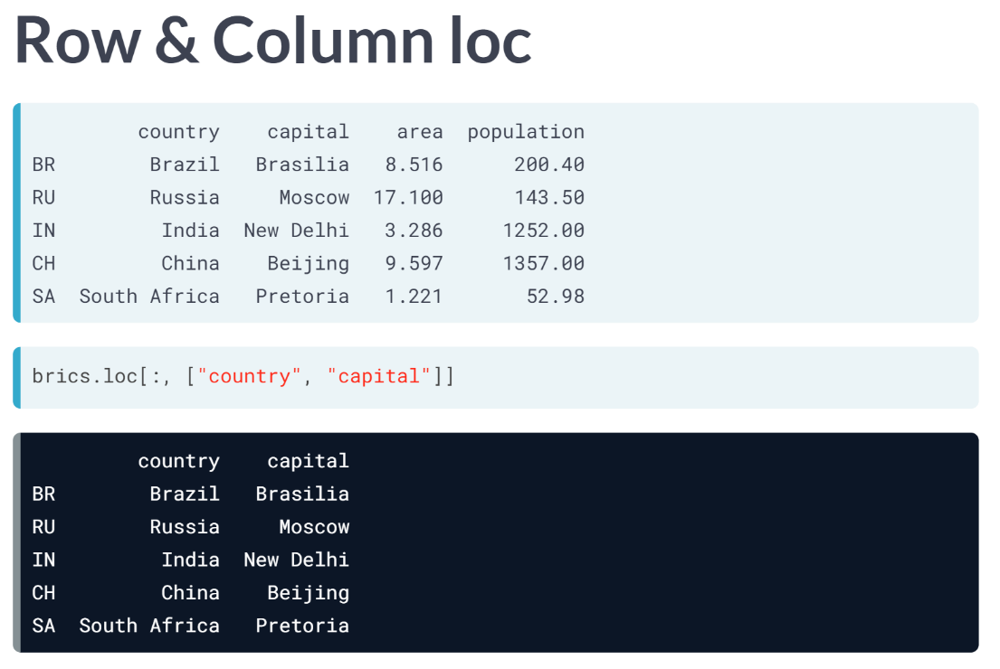 Row & Column loc
country capital area population
BR Brazil Brasilia 8.516 200.40
RU Russia Moscow 17.100 143.50
IN India New Delhi 3.286 1252.00
CH China Beijing 9.597 1357.00
SA South Africa Pretoria 1.221 52.98
brics.loc[:, ["country", "capital"]]
country capital
BR Brazil Brasilia
RU Russia Moscow
IN India New Delhi
CH China Beijing
SA South Africa Pretoria